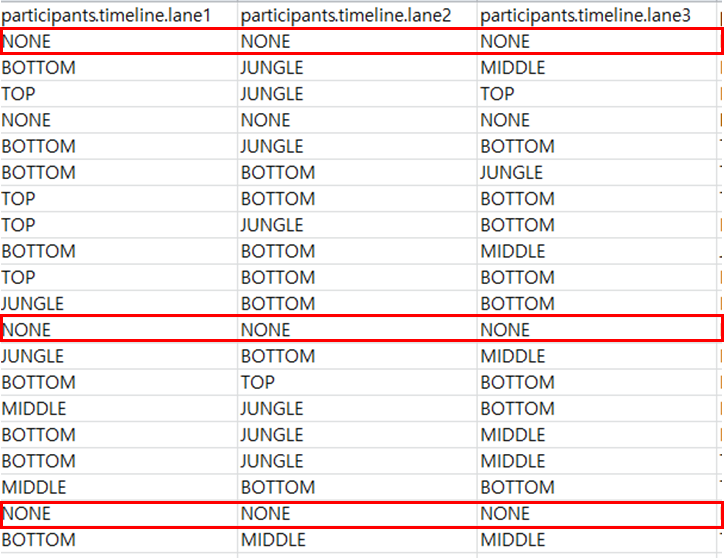 participants.timeline.lane1 participants.timeline.lane2 participants.timeline.lane3
NONE NONE NONE
BOTTOM JUNGLE MIDDLE
TOP JUNGLE TOP
NONE NONE NONE
BOTTOM JUNGLE BOTTOM
BOTTOM BOTTOM JUNGLE
TOP BOTTOM BOTTOM
TOP JUNGLE BOTTOM
BOTTOM BOTTOM MIDDLE
TOP BOTTOM BOTTOM
JUNGLE BOTTOM BOTTOM
NONE NONE NONE
JUNGLE BOTTOM MIDDLE
BOTTOM TOP BOTTOM
MIDDLE JUNGLE BOTTOM
BOTTOM JUNGLE MIDDLE
BOTTOM JUNGLE MIDDLE
MIDDLE BOTTOM BOTTOM
NONE NONE NONE
BOTTOM MIDDLE MIDDLE